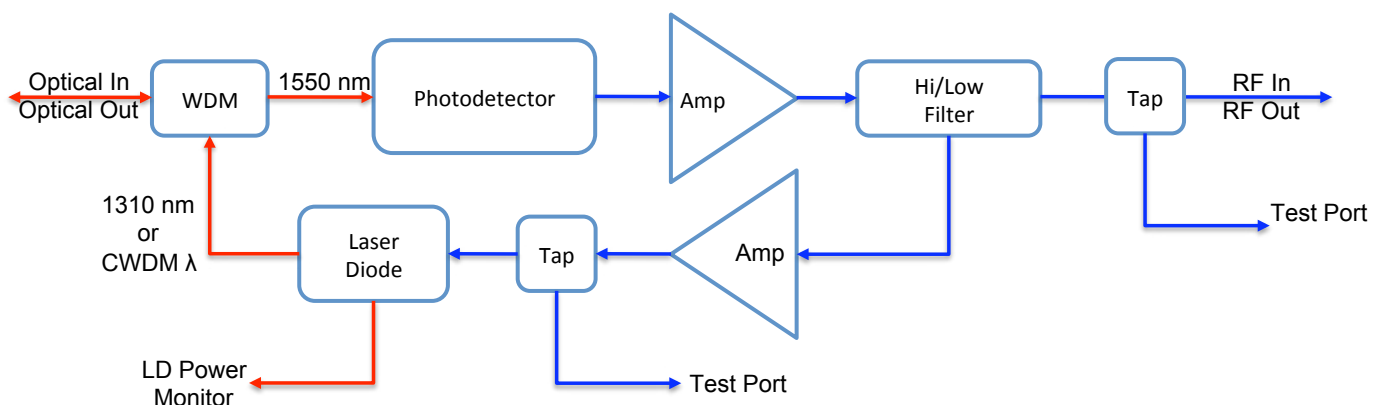 Optical In
Optical Out
WDM
1550 nm
Photodetector
Amp
Hi/Low
Filter
Tap
RF In
RF Out
Test Port
1310 nm
or
CWDM λ
Laser
Diode
Tap
Amp
LD Power
Monitor
Test Port